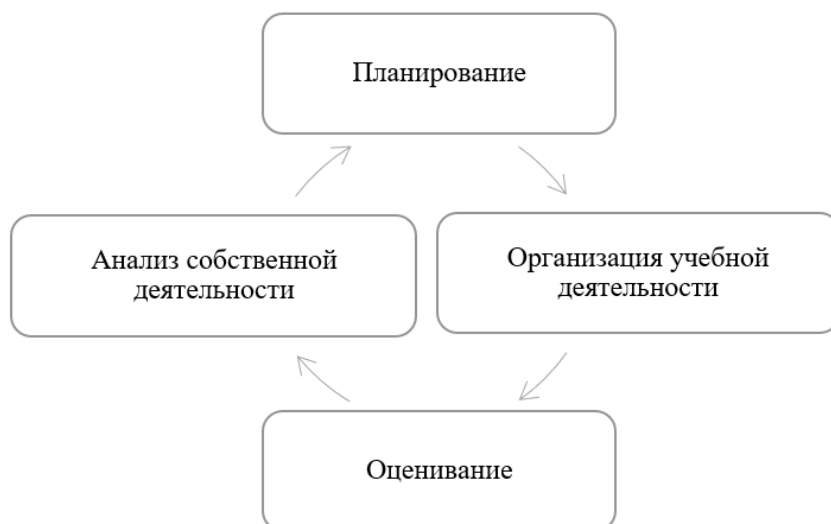 Планирование
Анализ собственной
деятельности
Организация учебной
деятельности
Оценивание